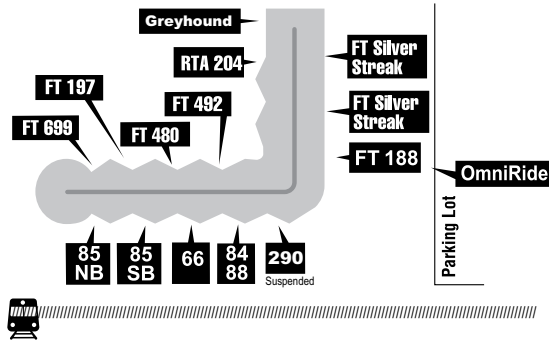 Greyhound
RTA 204
FT Silver
Streak
FT 197
FT 492
FT Silver
Streak
FT 699
FT 480
FT 188
OmniRide
Parking Lot
85
NB
85
SB
66
84
88
290
Suspended